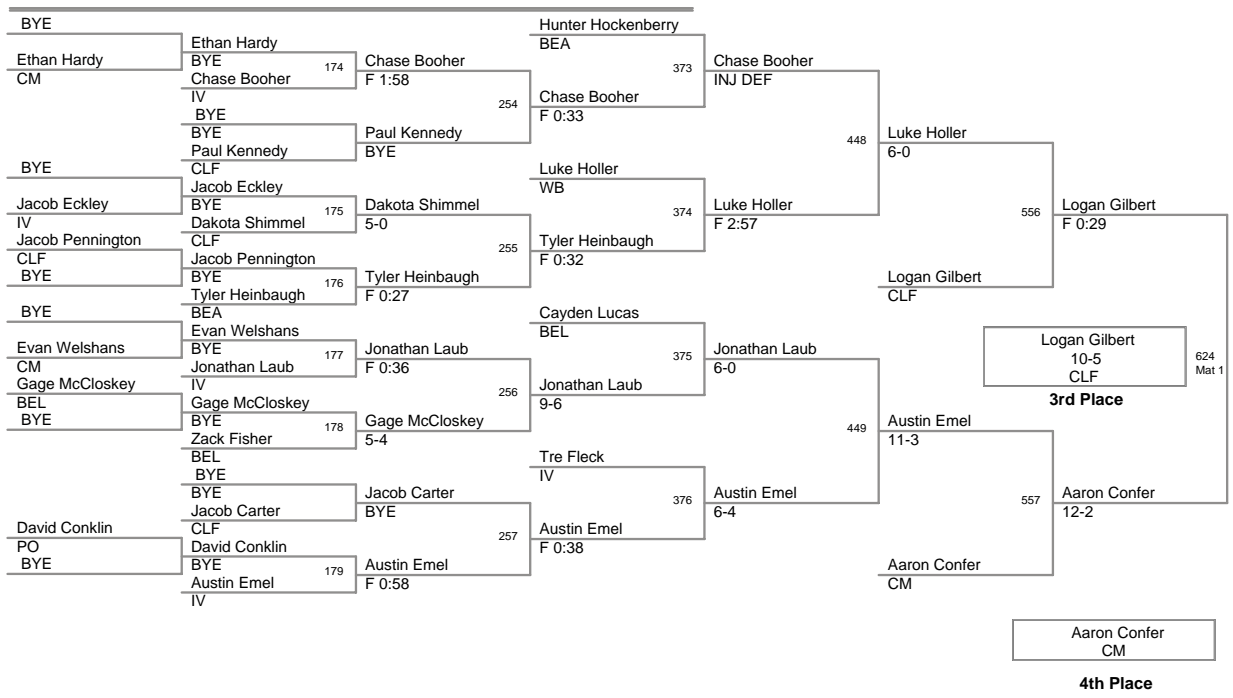 BYE
Ethan Hardy
CM
BYE
Jacob Eckley
IV
Jacob Pennington
CLF
BYE
BYE
Evan Welshans
CM
Gage McCloskey
BEL
BYE
David Conklin
PO
BYE
Ethan Hardy
BYE
174
Chase Booher
IV
BYE
BYE
Paul Kennedy
CLF
Jacob Eckley
BYE
175
Dakota Shimmel
CLF
Jacob Pennington
BYE
176
Tyler Heinbaugh
BEA
Evan Welshans
BYE
177
Jonathan Laub
IV
Gage McCloskey
BYE
178
Zack Fisher
BEL
BYE
BYE
Jacob Carter
CLF
David Conklin
BYE
179
Austin Emel
IV
Chase Booher
F 1:58
254
Paul Kennedy
BYE
Dakota Shimmel
5-0
255
Tyler Heinbaugh
F 0:27
Jonathan Laub
F 0:36
256
Gage McCloskey
5-4
Jacob Carter
BYE
257
Austin Emel
F 0:58
Hunter Hockenberry
BEA
373
Chase Booher
F 0:33
Luke Holler
WB
374
Tyler Heinbaugh
F 0:32
Cayden Lucas
BEL
375
Jonathan Laub
9-6
Tre Fleck
IV
376
Austin Emel
F 0:38
Chase Booher
INJ DEF
448
Luke Holler
F 2:57
Jonathan Laub
6-0
449
Austin Emel
6-4
Luke Holler
6-0
556
Logan Gilbert
CLF
Austin Emel
11-3
557
Aaron Confer
CM
Logan Gilbert
F 0:29
Logan Gilbert
10-5
CLF
3rd Place
624
Mat 1
Aaron Confer
12-2
Aaron Confer
CM
4th Place